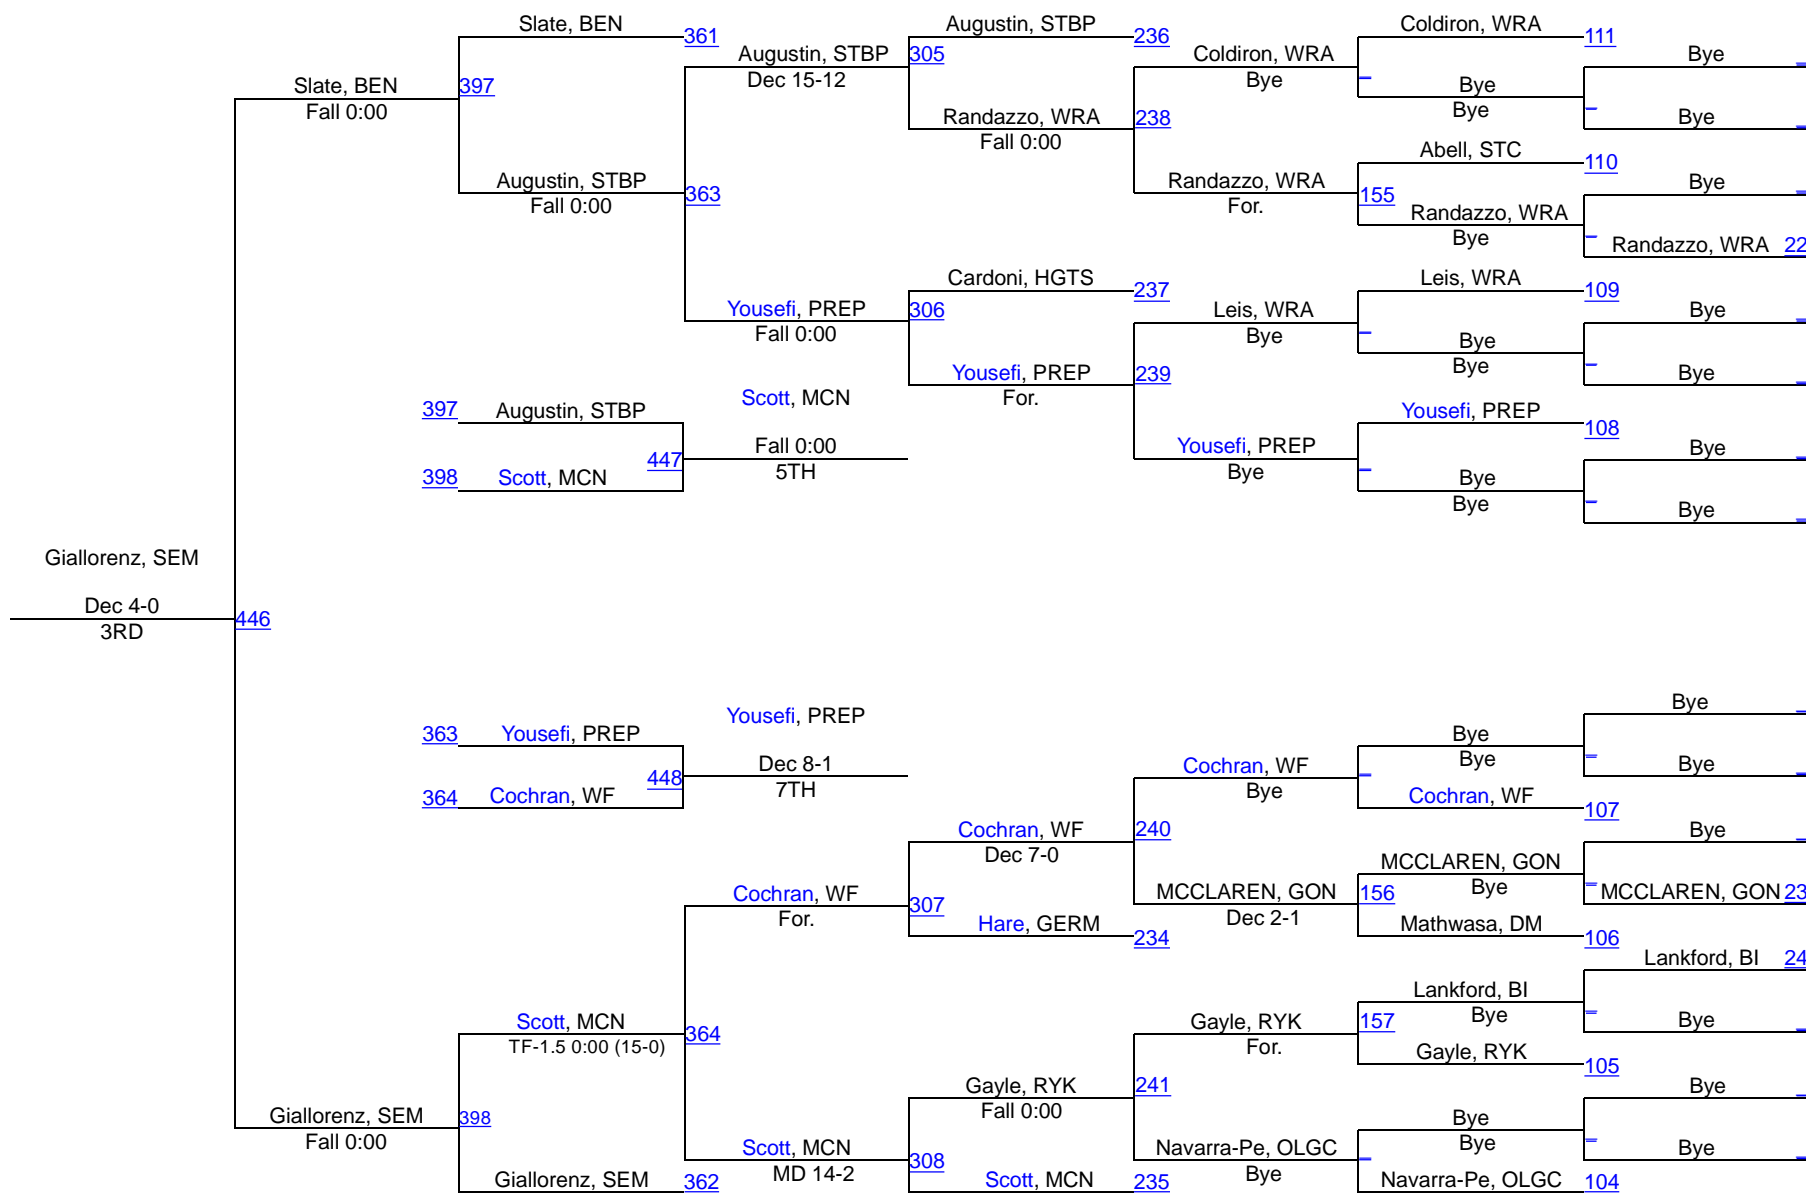 Slate, BEN
361
Augustin, STBP
236
Coldiron, WRA
111
Augustin, STBP
305
Coldiron, WRA
Bye
Dec 15-12
Bye
Slate, BEN
397
Bye
Fall 0:00
Bye
Randazzo, WRA
238
Bye
Fall 0:00
Abell, STC
110
Augustin, STBP
Randazzo, WRA
Bye
Fall 0:00
363
For.
155
Randazzo, WRA
Bye
Randazzo, WRA 22
Cardoni, HGTS
237
Leis, WRA
109
Yousefi, PREP
306
Leis, WRA
Bye
Fall 0:00
Bye
Bye
Bye
Yousefi, PREP
239
Bye
For.
Scott, MCN
397
Augustin, STBP
Yousefi, PREP
108
Fall 0:00
447
5TH
Yousefi, PREP
Bye
Bye
398
Scott, MCN
Bye
Bye
Bye
Giallorenz, SEM
Dec 4-0
446
3RD
Bye
Yousefi, PREP
363
Yousefi, PREP
Bye
Bye
Dec 8-1
448
7TH
Cochran, WF
Bye
Bye
364
Cochran, WF
Cochran, WF
107
Cochran, WF
240
Bye
Dec 7-0
MCCLAREN, GON
Bye
Cochran, WF
307
For.
MCCLAREN, GON
156
MCCLAREN, GON 23
Dec 2-1
Hare, GERM
234
Mathwasa, DM
106
Lankford, BI 24
Lankford, BI
Bye
Scott, MCN
364
Gayle, RYK
157
Bye
TF-1.5 0:00 (15-0)
For.
Gayle, RYK
105
Gayle, RYK
241
Bye
Fall 0:00
Giallorenz, SEM
398
Bye
Fall 0:00
Bye
Scott, MCN
308
Navarra-Pe, OLGC
Bye
MD 14-2
Bye
Giallorenz, SEM
362
Scott, MCN
235
Navarra-Pe, OLGC
104